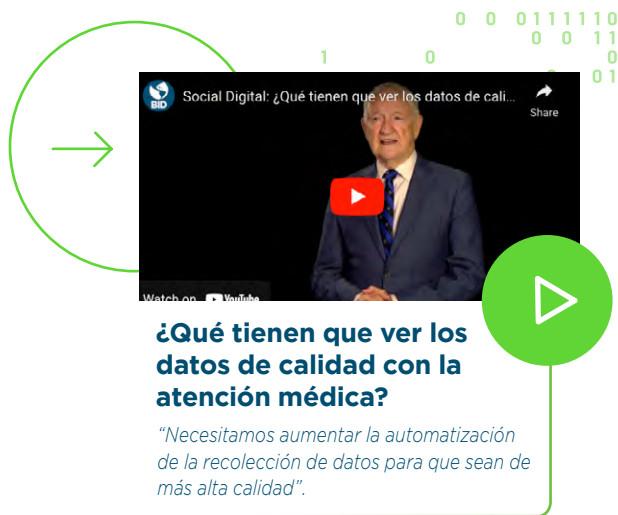 0 0 0111110
0 0 11
1 0 0
01
BID
Social Digital: ¿Qué tienen que ver los datos de cali...
Share
Watch on YouTube
¿Qué tienen que ver los
datos de calidad con la
atención médica?
“Necesitamos aumentar la automatización
de la recolección de datos para que sean de
más alta calidad”.